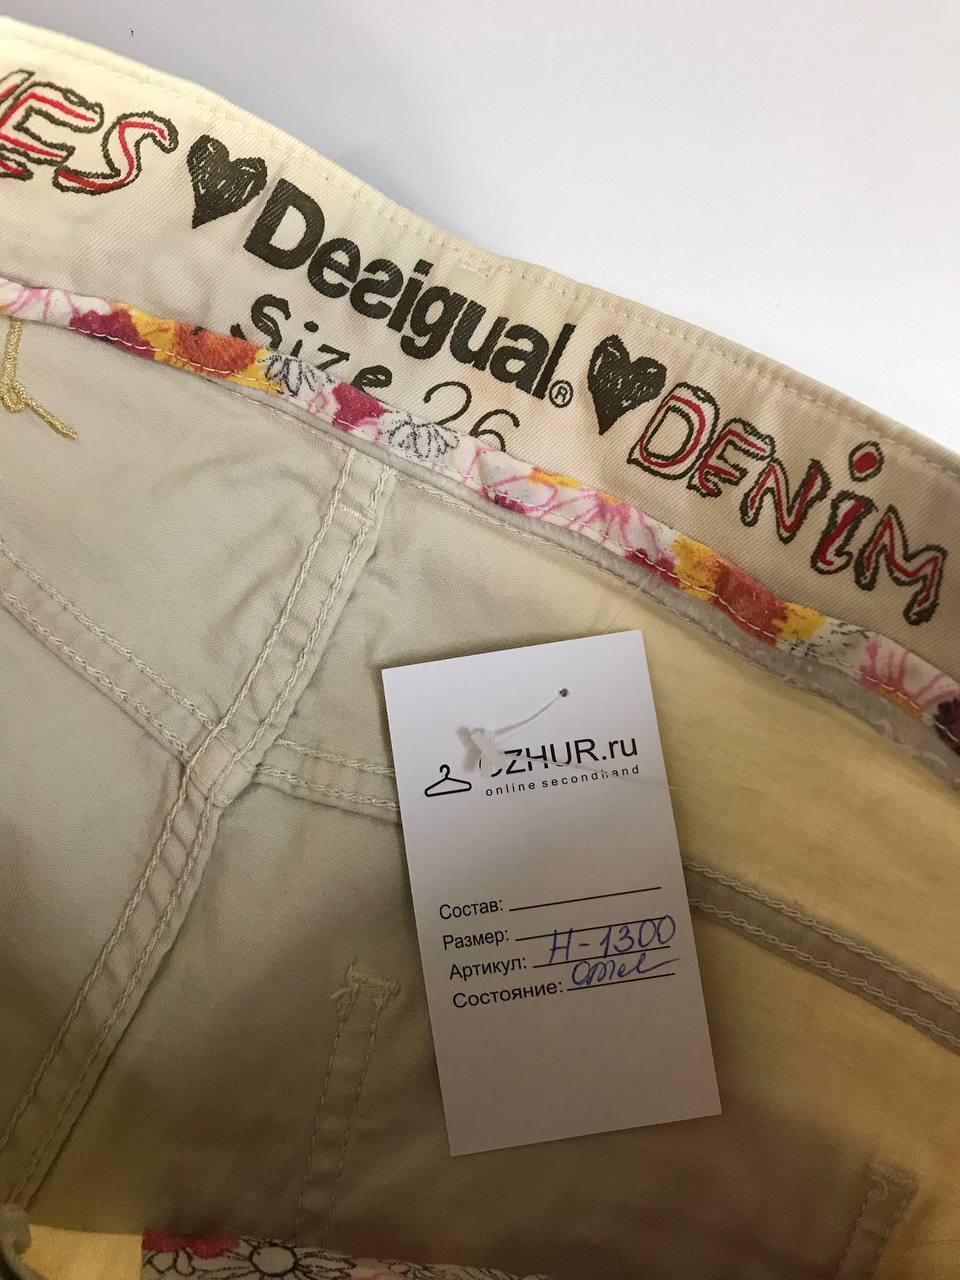 ES Desigual® DENiM
Size 26
ZHUR.ru
online secondhand
Состав:
Размер:
Артикул: Н-1300
Состояние: